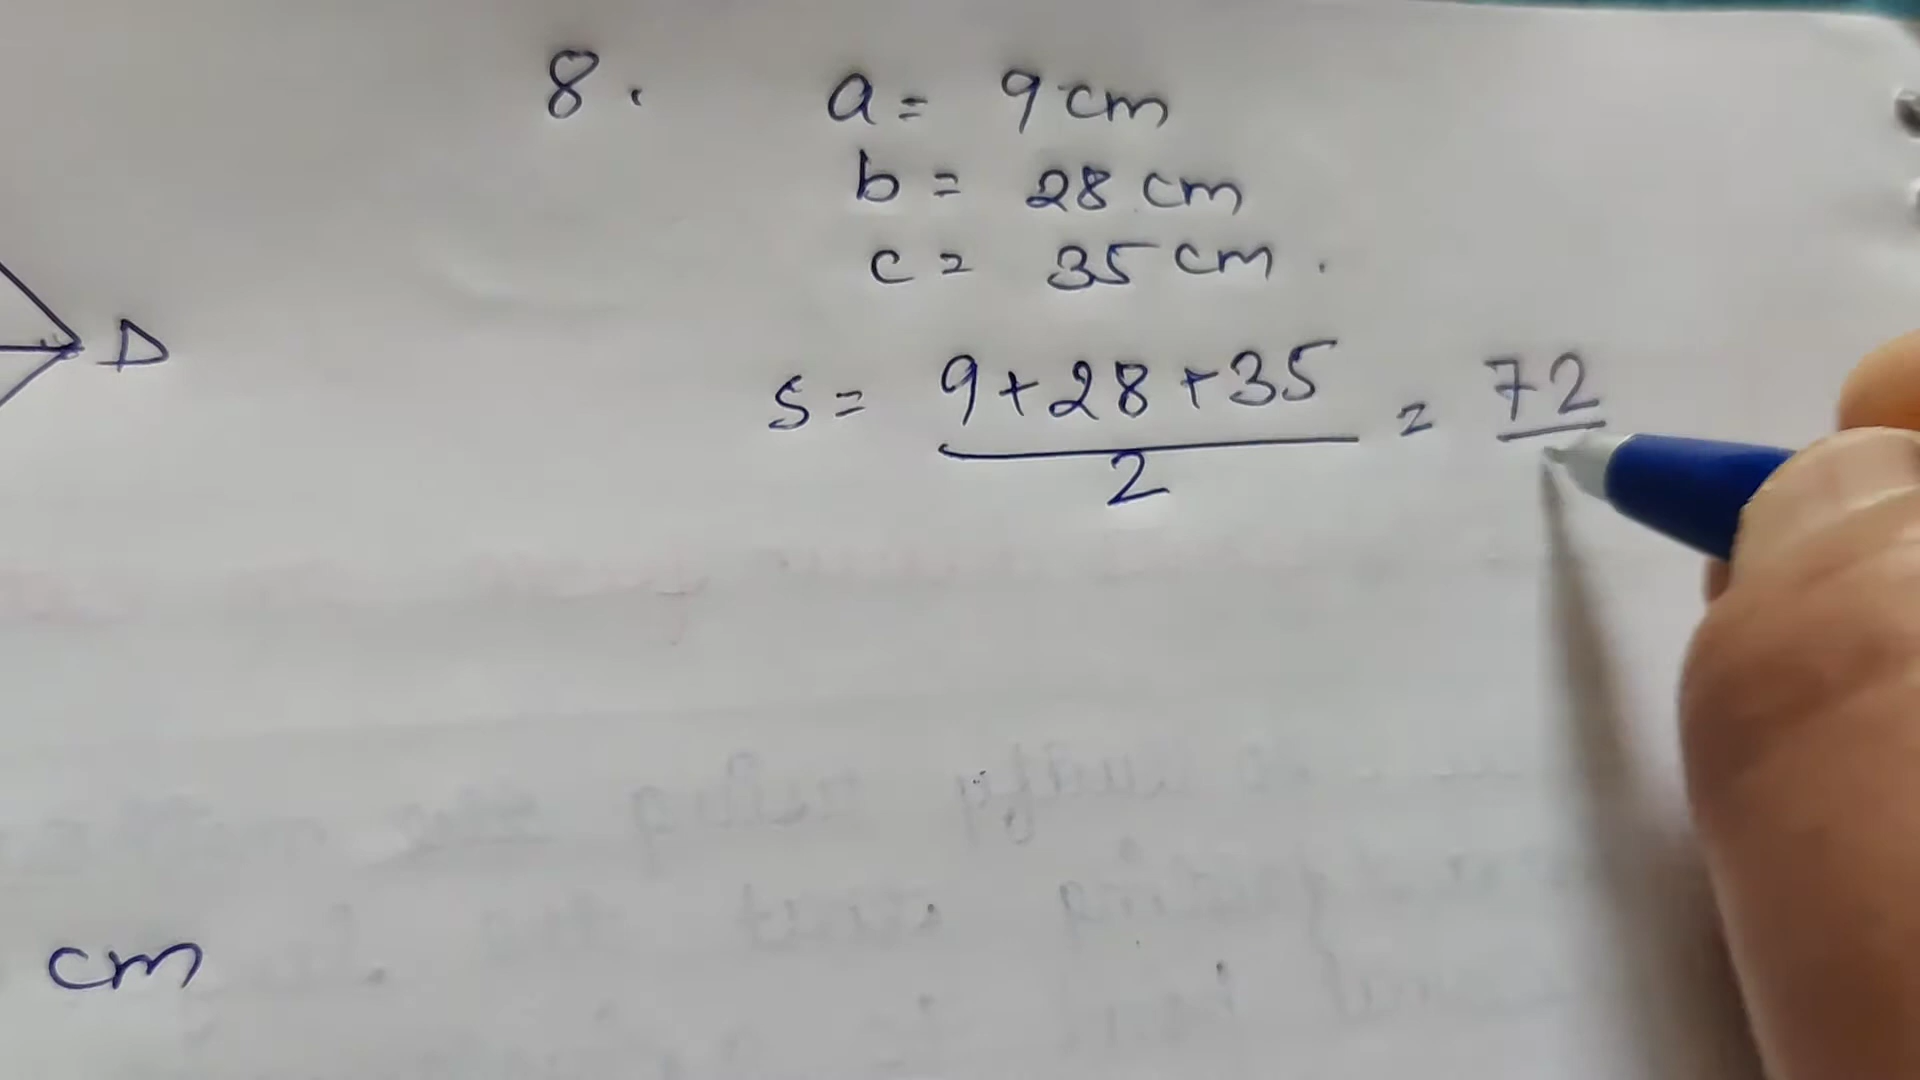 8. a = 9 cm
b = 28 cm
c = 35 cm.
D
s = 9+28+35 / 2 = 72
cm